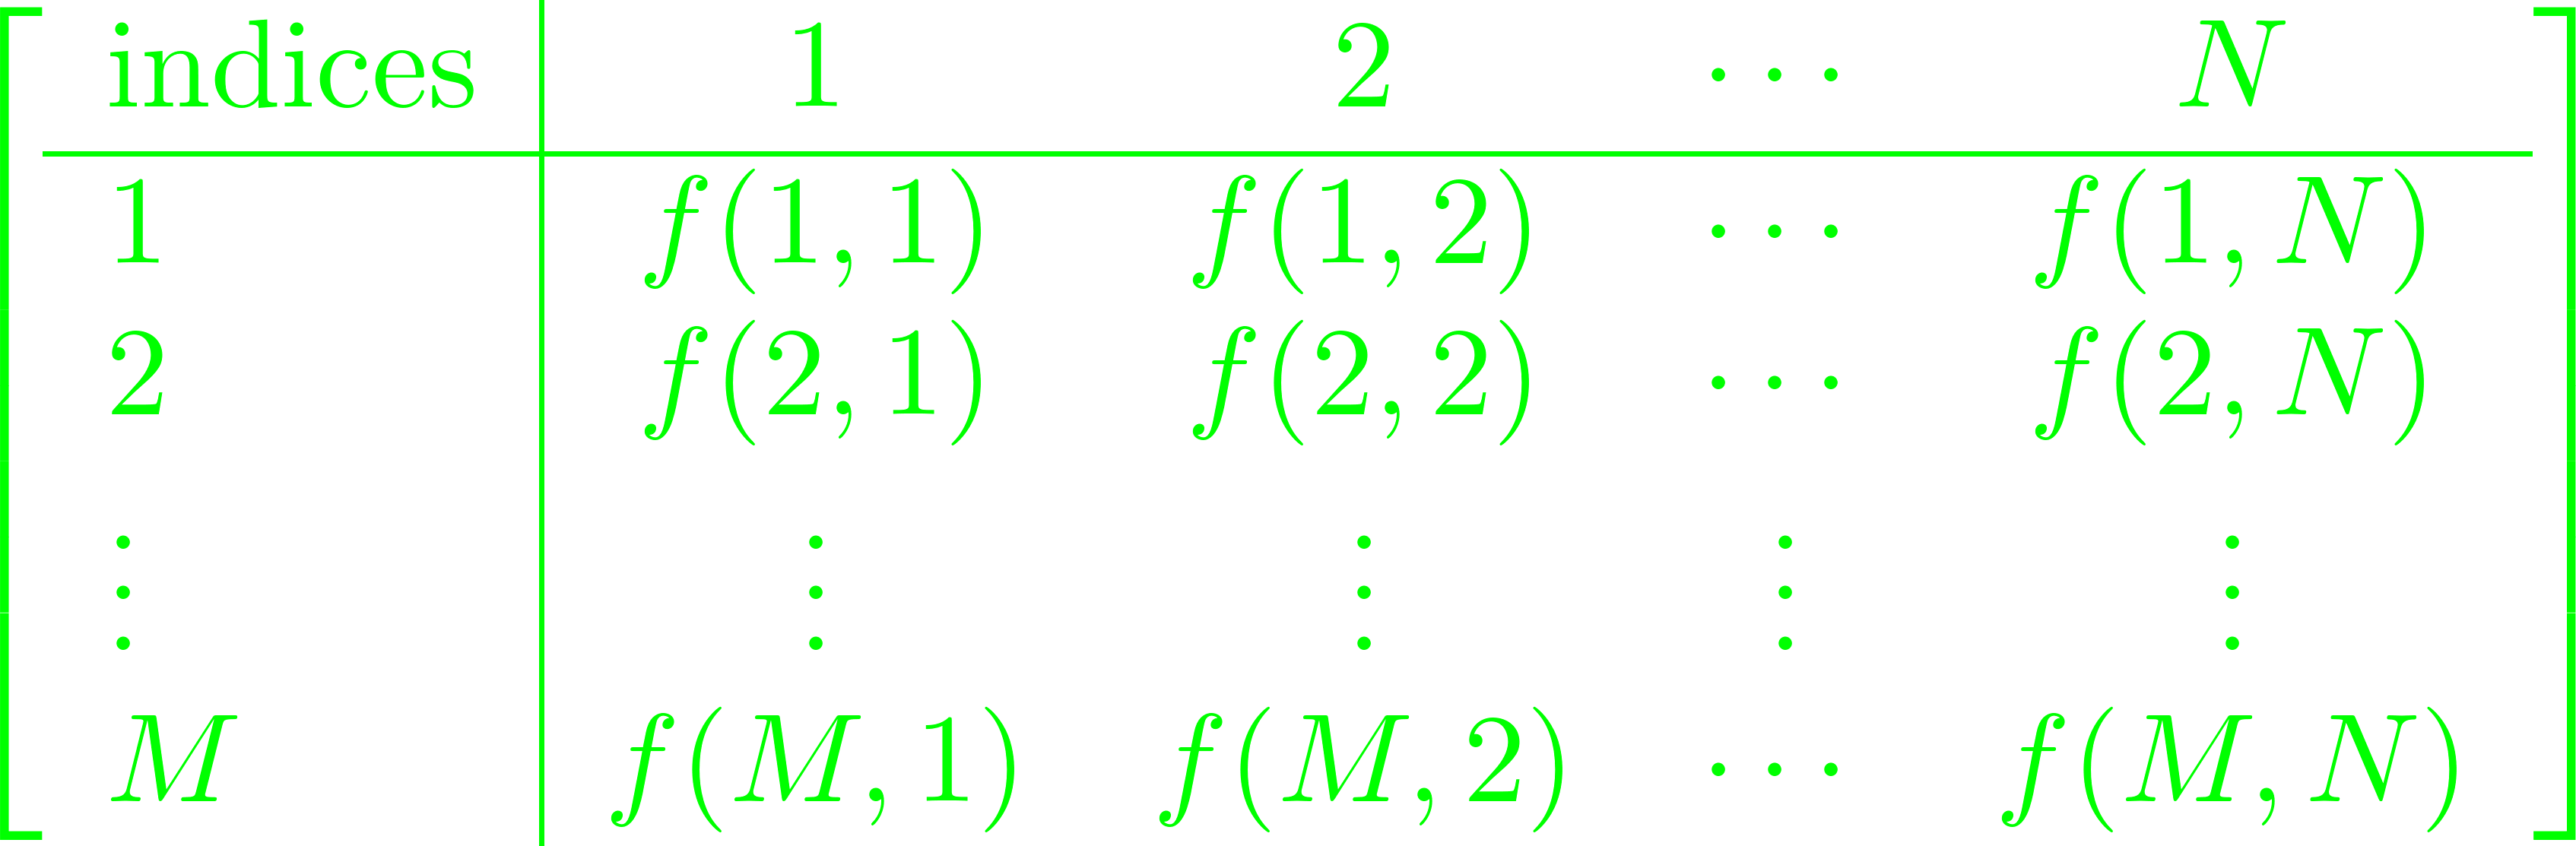 indices 1 2 ⋯ N
1 f(1, 1) f(1, 2) ⋯ f(1, N)
2 f(2, 1) f(2, 2) ⋯ f(2, N)
⋮ ⋮ ⋮ ⋮ ⋮
M f(M, 1) f(M, 2) ⋯ f(M, N)